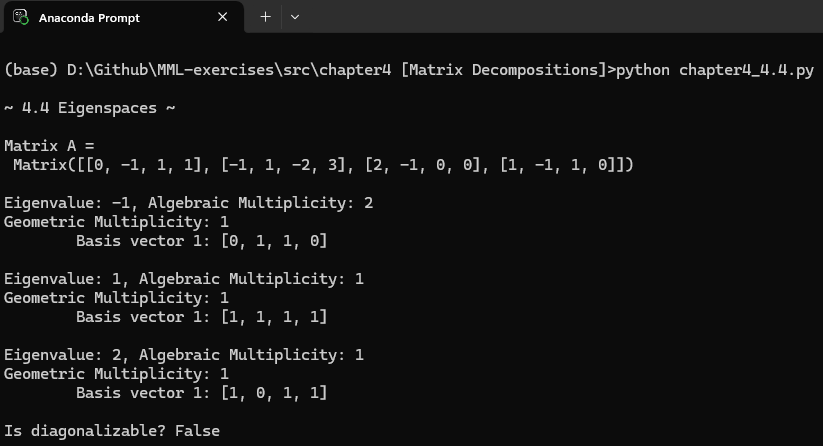 Anaconda Prompt
(base) D:\Github\MML-exercises\src\chapter4 [Matrix Decompositions]>python chapter4_4.4.py
~ 4.4 Eigenspaces ~
Matrix A =
Matrix([[0, -1, 1, 1], [-1, 1, -2, 3], [2, -1, 0, 0], [1, -1, 1, 0]])
Eigenvalue: -1, Algebraic Multiplicity: 2
Geometric Multiplicity: 1
Basis vector 1: [0, 1, 1, 0]
Eigenvalue: 1, Algebraic Multiplicity: 1
Geometric Multiplicity: 1
Basis vector 1: [1, 1, 1, 1]
Eigenvalue: 2, Algebraic Multiplicity: 1
Geometric Multiplicity: 1
Basis vector 1: [1, 0, 1, 1]
Is diagonalizable? False